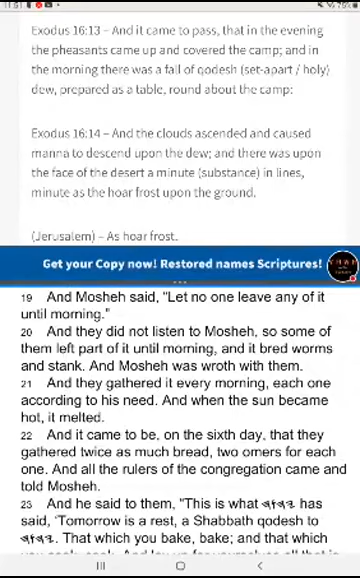 75%
Exodus 16:13 – And it came to pass, that in the evening
the pheasants came up and covered the camp; and in
the morning there was a fall of qodesh (set-apart / holy)
dew, prepared as a table, round about the camp:
Exodus 16:14 – And the clouds ascended and caused
manna to descend upon the dew; and there was upon
the face of the desert a minute (substance) in lines,
minute as the hoar frost upon the ground.
(Jerusalem) – As hoar frost.
Get your Copy now! Restored names Scriptures!
Y H W H
19 And Mosheh said, “Let no one leave any of it
until morning.”
20 And they did not listen to Mosheh, so some of
them left part of it until morning, and it bred worms
and stank. And Mosheh was wroth with them.
21 And they gathered it every morning, each one
according to his need. And when the sun became
hot, it melted.
22 And it came to be, on the sixth day, that they
gathered twice as much bread, two omers for each
one. And all the rulers of the congregation came and
told Mosheh.
23 And he said to them, “This is what 𐤉𐤄𐤅𐤄 has
said, ‘Tomorrow is a rest, a Shabbath qodesh to
𐤉𐤄𐤅𐤄. That which you bake, bake; and that which